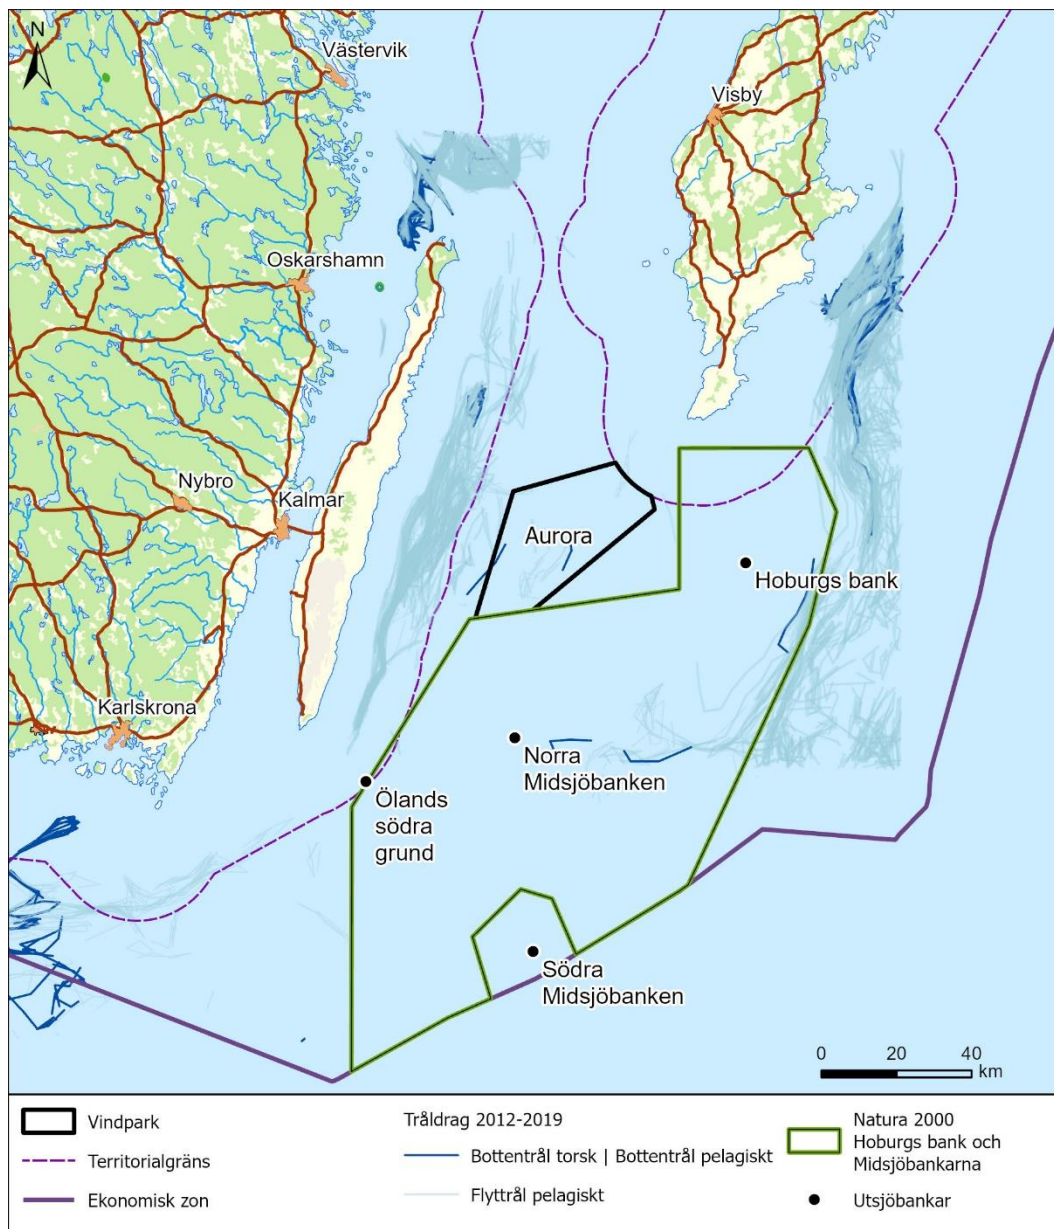 N
Västervik
Visby
Oskarshamn
Nybro
Kalmar
Aurora
Hoburgs bank
Karlskrona
Norra
Midsjöbanken
Ölands
södra
grund
Södra
Midsjöbanken
0 20 40
km
Vindpark
Territorialgräns
Ekonomisk zon
Tråldrag 2012-2019
Bottentrål torsk | Bottentrål pelagiskt
Flyttrål pelagiskt
Natura 2000
Hoburgs bank och
Midsjöbankarna
Utsjöbankar